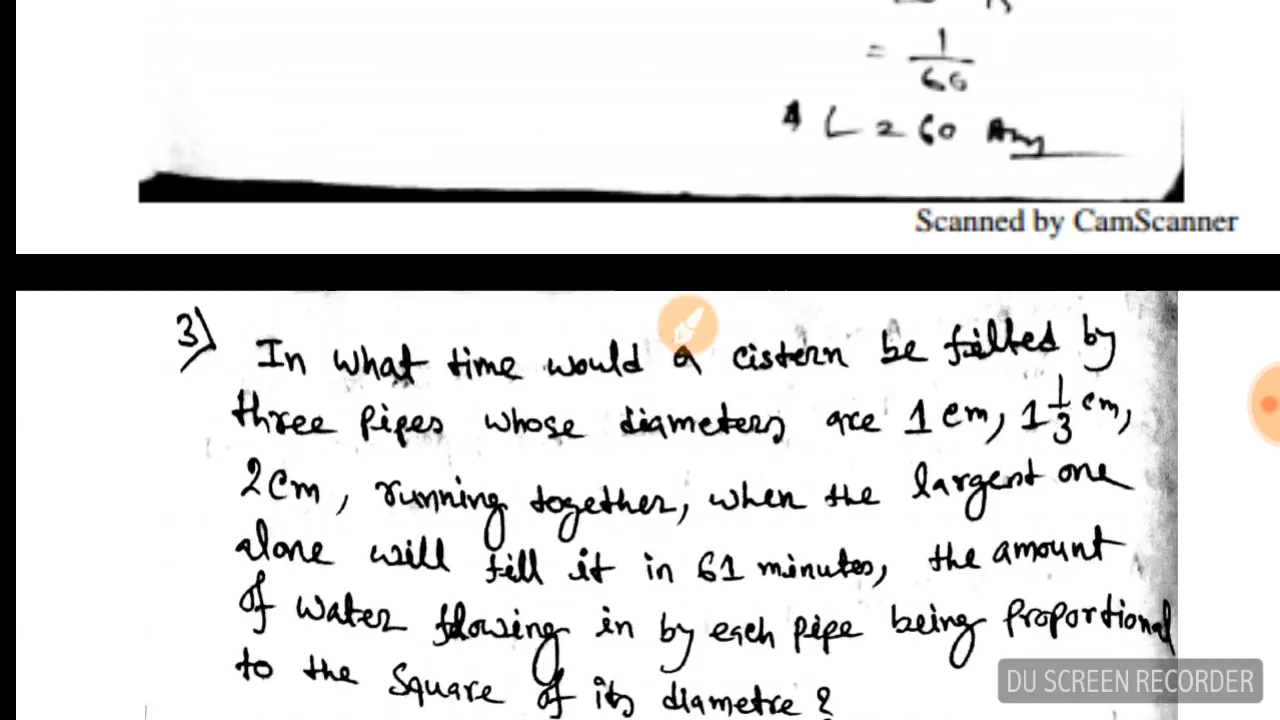 = 1/60
L = 60 Ans
Scanned by CamScanner
3) In what time would a cistern be filled by
three pipes whose diameters are 1 cm, 1 1/3 cm,
2 cm, running together, when the largest one
alone will fill it in 61 minutes, the amount
of water flowing in by each pipe being proportional
to the square of its diametre ?
DU SCREEN RECORDER